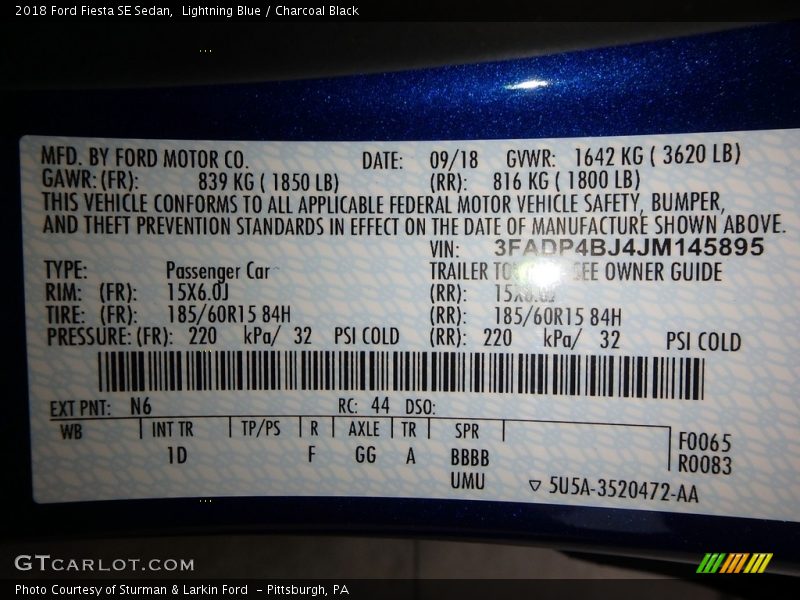 2018 Ford Fiesta SE Sedan, Lightning Blue / Charcoal Black
MFD. BY FORD MOTOR CO. DATE: 09/18 GVWR: 1642 KG ( 3620 LB)
GAWR: (FR): 839 KG ( 1850 LB) (RR): 816 KG ( 1800 LB)
THIS VEHICLE CONFORMS TO ALL APPLICABLE FEDERAL MOTOR VEHICLE SAFETY, BUMPER,
AND THEFT PREVENTION STANDARDS IN EFFECT ON THE DATE OF MANUFACTURE SHOWN ABOVE.
VIN: 3FADP4BJ4JM145895
TYPE: Passenger Car TRAILER SEE OWNER GUIDE
RIM: (FR): 15X6.0J (RR): 15X6.0J
TIRE: (FR): 185/60R15 84H (RR): 185/60R15 84H
PRESSURE: (FR): 220 kPa/ 32 PSI COLD (RR): 220 kPa/ 32 PSI COLD
EXT PNT: N6 RC: 44 DSO:
WB INT TR TP/PS R AXLE TR SPR
1D F GG A BBBB
UMU
F0065
R0083
▽ 5U5A-3520472-AA
GTCARLOT.COM
Photo Courtesy of Sturman & Larkin Ford - Pittsburgh, PA